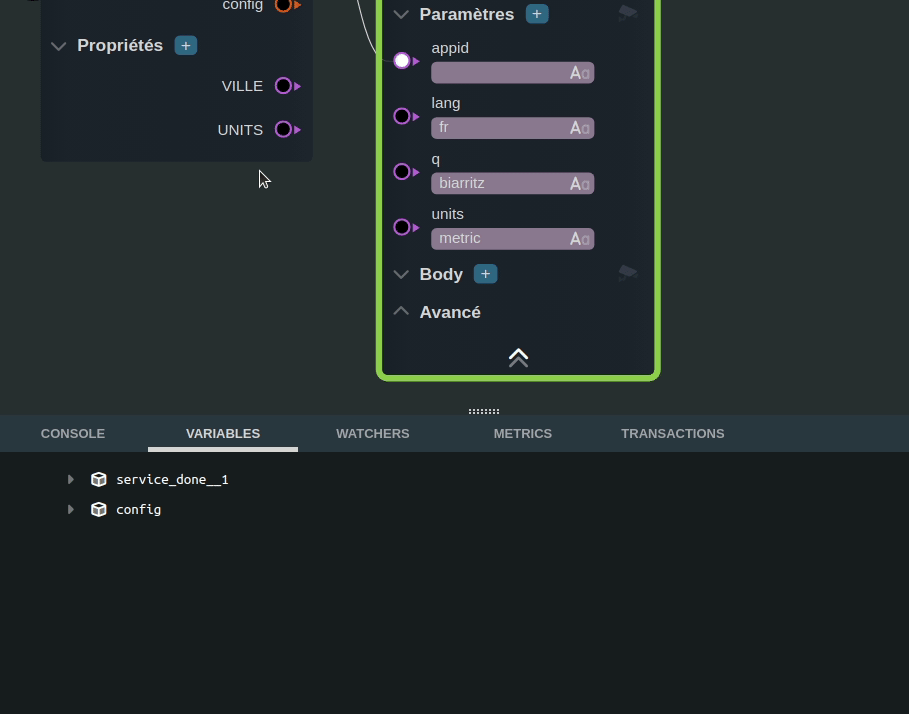 config
Propriétés +
VILLE
UNITS
Paramètres +
appid
Aa
lang
fr Aa
q
biarritz Aa
units
metric Aa
Body +
Avancé
CONSOLE VARIABLES WATCHERS METRICS TRANSACTIONS
service_done__1
config